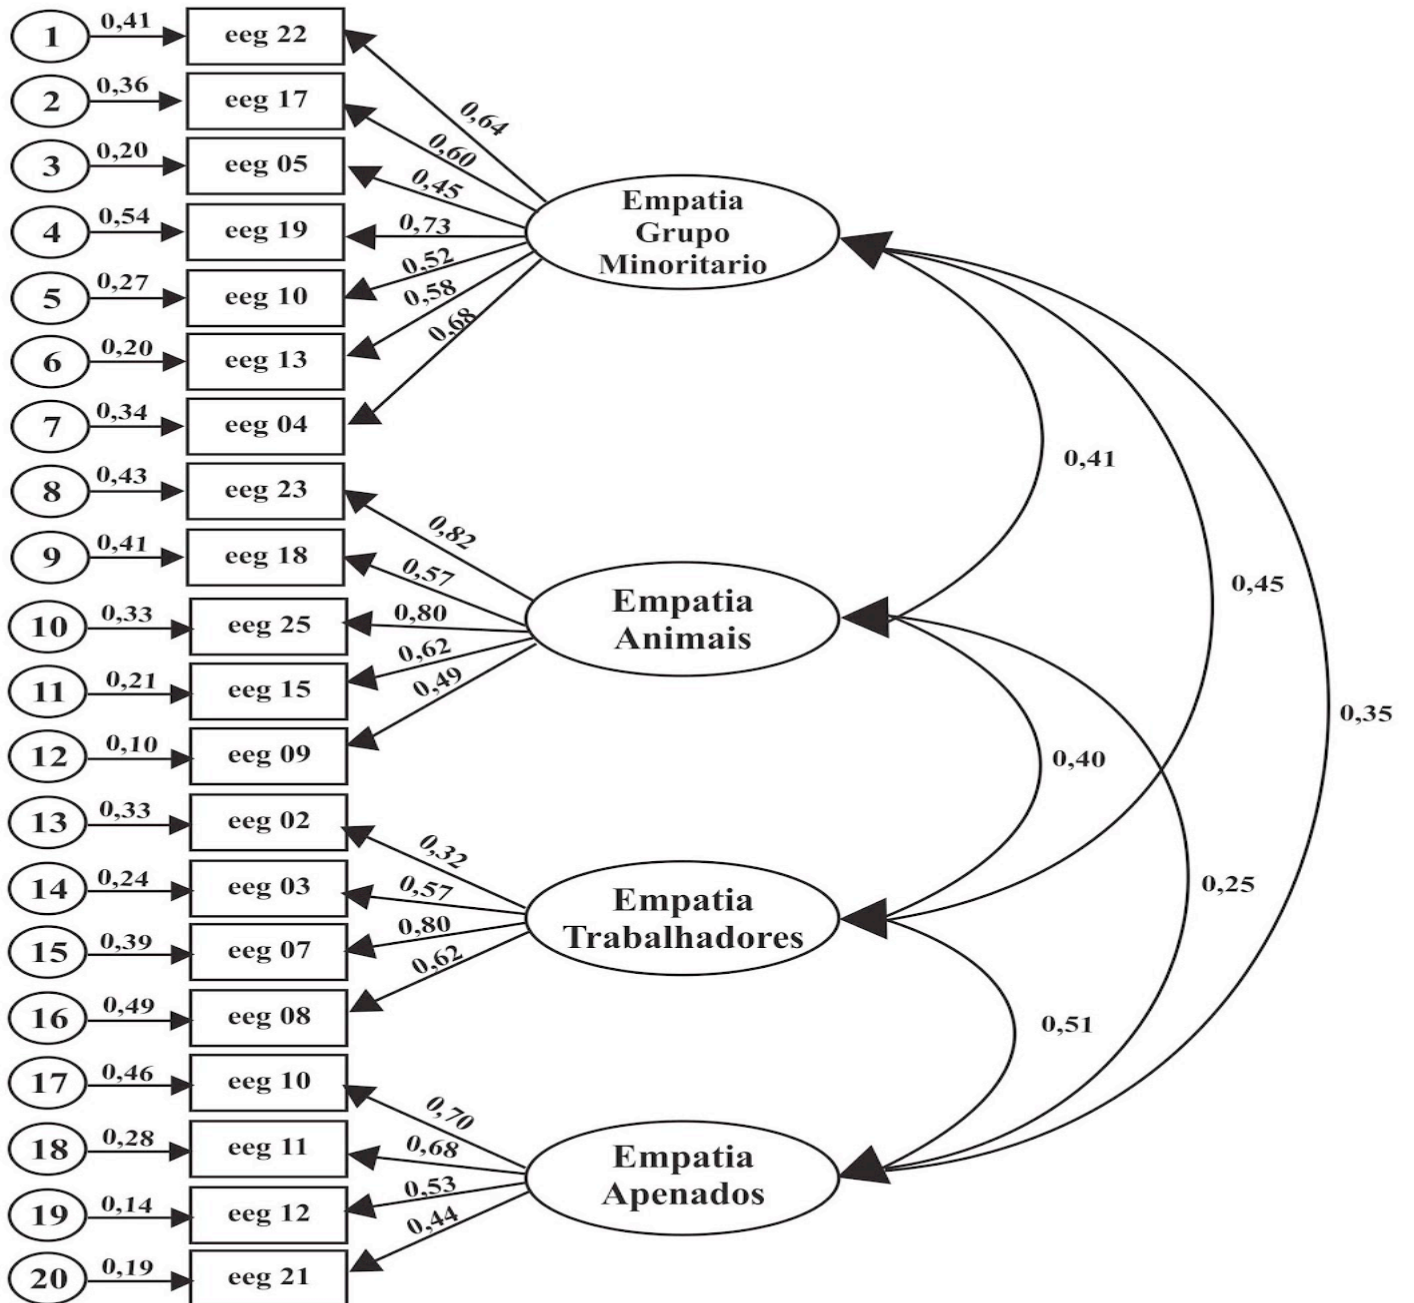 1 0,41 eeg 22
2 0,36 eeg 17
3 0,20 eeg 05
4 0,54 eeg 19
5 0,27 eeg 10
6 0,20 eeg 13
7 0,34 eeg 04
0,64
0,60
0,45
0,73
0,52
0,58
0,68
Empatia
Grupo
Minoritario
8 0,43 eeg 23
9 0,41 eeg 18
10 0,33 eeg 25
11 0,21 eeg 15
12 0,10 eeg 09
0,82
0,57
0,80
0,62
0,49
Empatia
Animais
13 0,33 eeg 02
14 0,24 eeg 03
15 0,39 eeg 07
16 0,49 eeg 08
0,32
0,57
0,80
0,62
Empatia
Trabalhadores
17 0,46 eeg 10
18 0,28 eeg 11
19 0,14 eeg 12
20 0,19 eeg 21
0,70
0,68
0,53
0,44
Empatia
Apenados
0,41
0,45
0,35
0,40
0,25
0,51